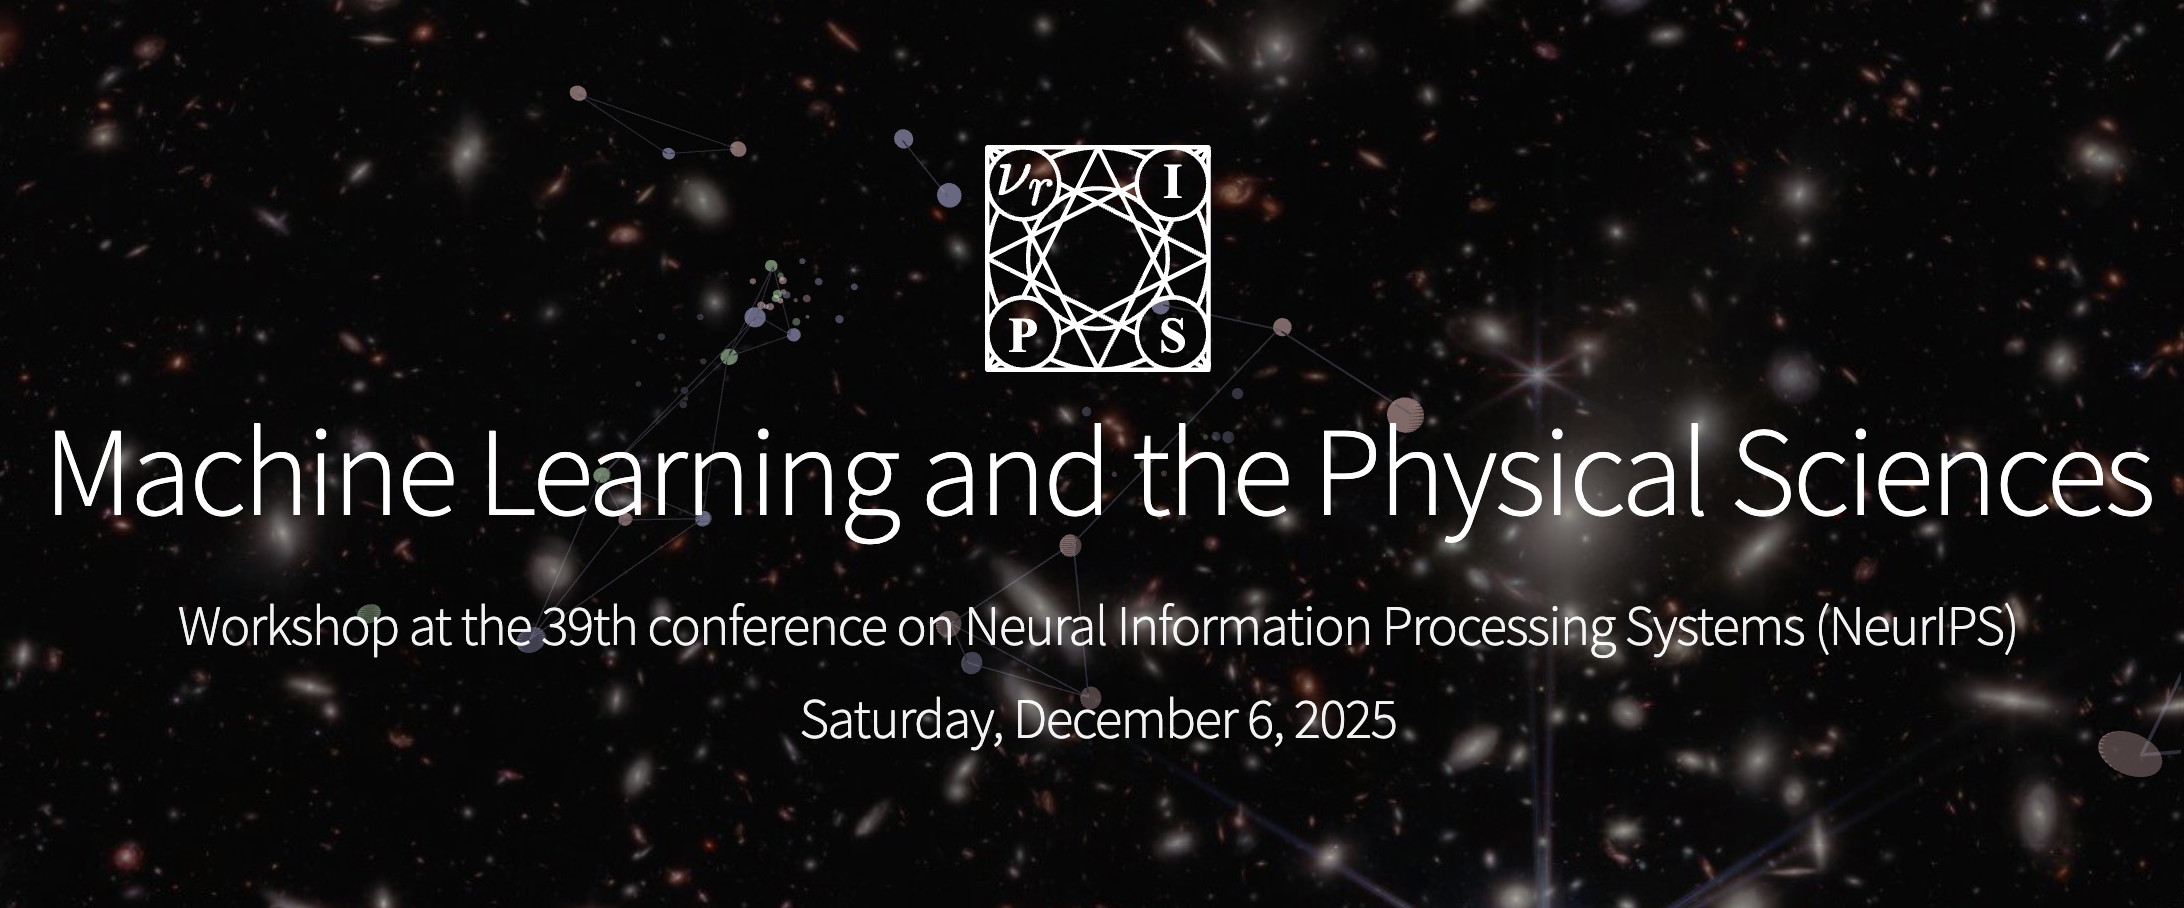 νr I
P S
Machine Learning and the Physical Sciences
Workshop at the 39th conference on Neural Information Processing Systems (NeurIPS)
Saturday, December 6, 2025